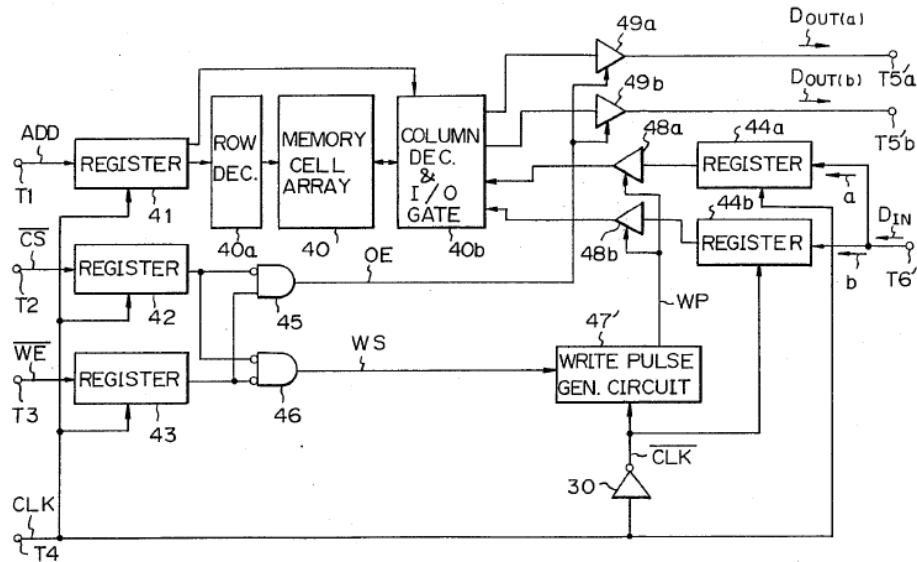 49a
DOUT(a)
T5'a
49b
DOUT(b)
T5'b
ADD
REGISTER
T1
41
ROW
DEC.
40a
MEMORY
CELL
ARRAY
40
COLUMN
DEC.
&
I/O
GATE
40b
48a
44a
REGISTER
a
44b
REGISTER
48b
DIN
b
T6'
CS
REGISTER
T2
42
OE
45
WP
WE
REGISTER
T3
43
46
WS
47'
WRITE PULSE
GEN. CIRCUIT
CLK
30
CLK
T4